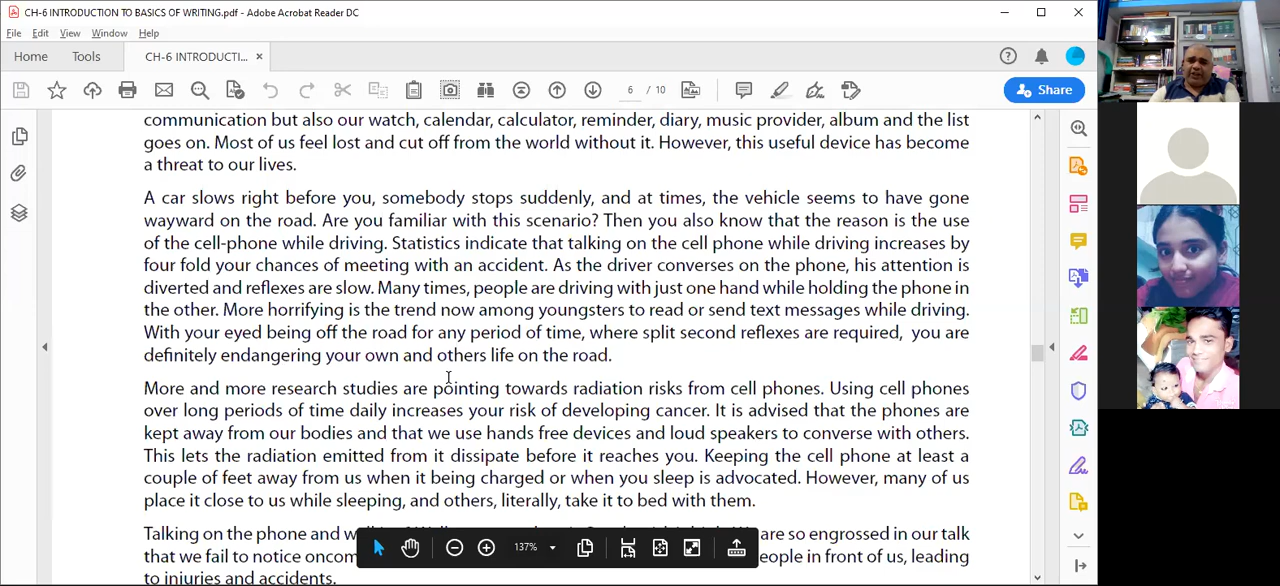 CH-6 INTRODUCTION TO BASICS OF WRITING.pdf - Adobe Acrobat Reader DC
File Edit View Window Help
Home Tools CH-6 INTRODUCTI... ×
6 / 10 Share
communication but also our watch, calendar, calculator, reminder, diary, music provider, album and the list
goes on. Most of us feel lost and cut off from the world without it. However, this useful device has become
a threat to our lives.
A car slows right before you, somebody stops suddenly, and at times, the vehicle seems to have gone
wayward on the road. Are you familiar with this scenario? Then you also know that the reason is the use
of the cell-phone while driving. Statistics indicate that talking on the cell phone while driving increases by
four fold your chances of meeting with an accident. As the driver converses on the phone, his attention is
diverted and reflexes are slow. Many times, people are driving with just one hand while holding the phone in
the other. More horrifying is the trend now among youngsters to read or send text messages while driving.
With your eyed being off the road for any period of time, where split second reflexes are required, you are
definitely endangering your own and others life on the road.
More and more research studies are pointing towards radiation risks from cell phones. Using cell phones
over long periods of time daily increases your risk of developing cancer. It is advised that the phones are
kept away from our bodies and that we use hands free devices and loud speakers to converse with others.
This lets the radiation emitted from it dissipate before it reaches you. Keeping the cell phone at least a
couple of feet away from us when it being charged or when you sleep is advocated. However, many of us
place it close to us while sleeping, and others, literally, take it to bed with them.
Talking on the phone and are so engrossed in our talk
that we fail to notice people in front of us, leading
to injuries and accidents.
137%